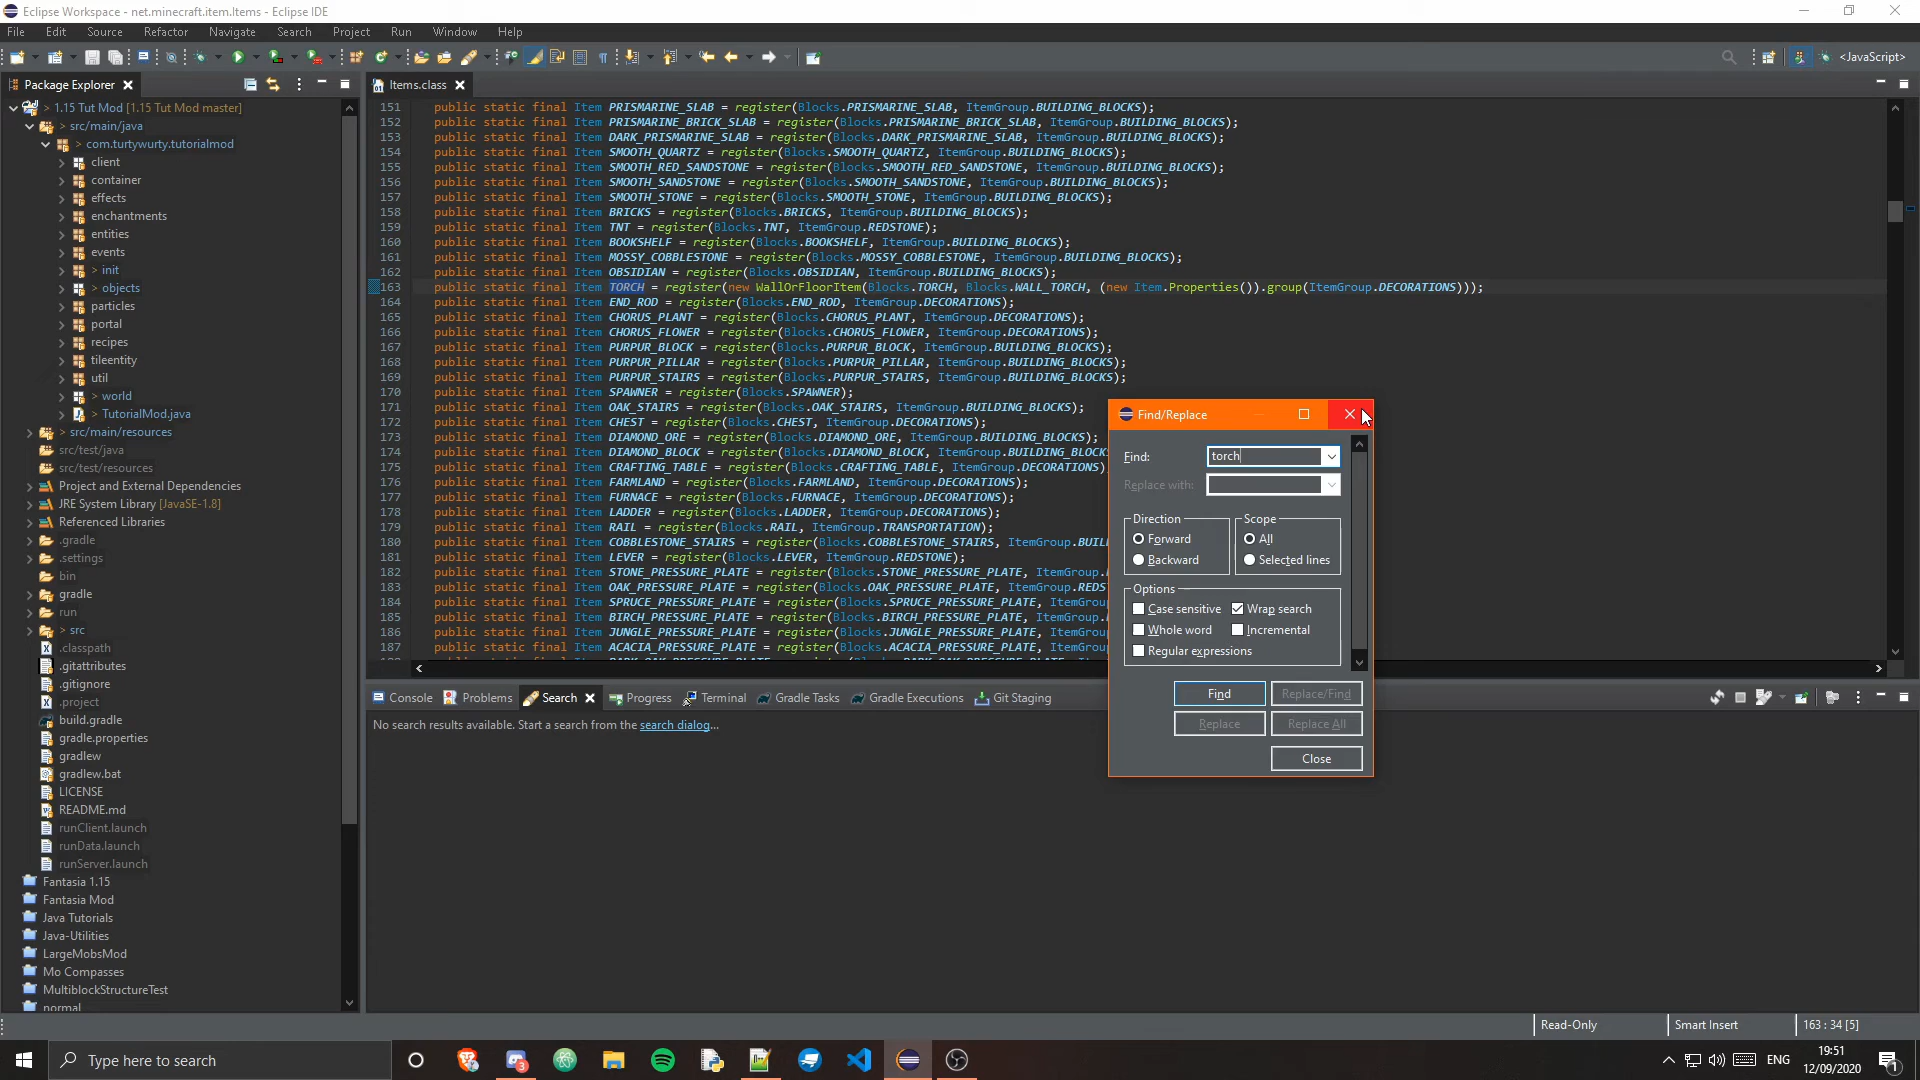 Eclipse Workspace - net.minecraft.item.Items - Eclipse IDE
File Edit Source Refactor Navigate Search Project Run Window Help
<JavaScript>
Package Explorer
Items.class
> 1.15 Tut Mod [1.15 Tut Mod master]
> src/main/java
> com.turtywurty.tutorialmod
client
container
effects
enchantments
entities
events
> init
> objects
particles
portal
recipes
tileentity
util
> world
> TutorialMod.java
> src/main/resources
src/test/java
src/test/resources
Project and External Dependencies
JRE System Library [JavaSE-1.8]
Referenced Libraries
.gradle
.settings
bin
gradle
run
> src
.classpath
.gitattributes
.gitignore
.project
build.gradle
gradle.properties
gradlew
gradlew.bat
LICENSE
README.md
runClient.launch
runData.launch
runServer.launch
Fantasia 1.15
Fantasia Mod
Java Tutorials
Java-Utilities
LargeMobsMod
Mo Compasses
MultiblockStructureTest
normal
151 public static final Item PRISMARINE_SLAB = register(Blocks.PRISMARINE_SLAB, ItemGroup.BUILDING_BLOCKS);
152 public static final Item PRISMARINE_BRICK_SLAB = register(Blocks.PRISMARINE_BRICK_SLAB, ItemGroup.BUILDING_BLOCKS);
153 public static final Item DARK_PRISMARINE_SLAB = register(Blocks.DARK_PRISMARINE_SLAB, ItemGroup.BUILDING_BLOCKS);
154 public static final Item SMOOTH_QUARTZ = register(Blocks.SMOOTH_QUARTZ, ItemGroup.BUILDING_BLOCKS);
155 public static final Item SMOOTH_RED_SANDSTONE = register(Blocks.SMOOTH_RED_SANDSTONE, ItemGroup.BUILDING_BLOCKS);
156 public static final Item SMOOTH_SANDSTONE = register(Blocks.SMOOTH_SANDSTONE, ItemGroup.BUILDING_BLOCKS);
157 public static final Item SMOOTH_STONE = register(Blocks.SMOOTH_STONE, ItemGroup.BUILDING_BLOCKS);
158 public static final Item BRICKS = register(Blocks.BRICKS, ItemGroup.BUILDING_BLOCKS);
159 public static final Item TNT = register(Blocks.TNT, ItemGroup.REDSTONE);
160 public static final Item BOOKSHELF = register(Blocks.BOOKSHELF, ItemGroup.BUILDING_BLOCKS);
161 public static final Item MOSSY_COBBLESTONE = register(Blocks.MOSSY_COBBLESTONE, ItemGroup.BUILDING_BLOCKS);
162 public static final Item OBSIDIAN = register(Blocks.OBSIDIAN, ItemGroup.BUILDING_BLOCKS);
163 public static final Item TORCH = register(new WallOrFloorItem(Blocks.TORCH, Blocks.WALL_TORCH, (new Item.Properties()).group(ItemGroup.DECORATIONS)));
164 public static final Item END_ROD = register(Blocks.END_ROD, ItemGroup.DECORATIONS);
165 public static final Item CHORUS_PLANT = register(Blocks.CHORUS_PLANT, ItemGroup.DECORATIONS);
166 public static final Item CHORUS_FLOWER = register(Blocks.CHORUS_FLOWER, ItemGroup.DECORATIONS);
167 public static final Item PURPUR_BLOCK = register(Blocks.PURPUR_BLOCK, ItemGroup.BUILDING_BLOCKS);
168 public static final Item PURPUR_PILLAR = register(Blocks.PURPUR_PILLAR, ItemGroup.BUILDING_BLOCKS);
169 public static final Item PURPUR_STAIRS = register(Blocks.PURPUR_STAIRS, ItemGroup.BUILDING_BLOCKS);
170 public static final Item SPAWNER = register(Blocks.SPAWNER);
171 public static final Item OAK_STAIRS = register(Blocks.OAK_STAIRS, ItemGroup.BUILDING_BLOCKS);
172 public static final Item CHEST = register(Blocks.CHEST, ItemGroup.DECORATIONS);
173 public static final Item DIAMOND_ORE = register(Blocks.DIAMOND_ORE, ItemGroup.BUILDING_BLOCKS);
174 public static final Item DIAMOND_BLOCK = register(Blocks.DIAMOND_BLOCK, ItemGroup.BUILDING_BLOCKS);
175 public static final Item CRAFTING_TABLE = register(Blocks.CRAFTING_TABLE, ItemGroup.DECORATIONS)
176 public static final Item FARMLAND = register(Blocks.FARMLAND, ItemGroup.DECORATIONS);
177 public static final Item FURNACE = register(Blocks.FURNACE, ItemGroup.DECORATIONS);
178 public static final Item LADDER = register(Blocks.LADDER, ItemGroup.DECORATIONS);
179 public static final Item RAIL = register(Blocks.RAIL, ItemGroup.TRANSPORTATION);
180 public static final Item COBBLESTONE_STAIRS = register(Blocks.COBBLESTONE_STAIRS, ItemGroup.BUIL
181 public static final Item LEVER = register(Blocks.LEVER, ItemGroup.REDSTONE);
182 public static final Item STONE_PRESSURE_PLATE = register(Blocks.STONE_PRESSURE_PLATE, ItemGroup.
183 public static final Item OAK_PRESSURE_PLATE = register(Blocks.OAK_PRESSURE_PLATE, ItemGroup.REDS
184 public static final Item SPRUCE_PRESSURE_PLATE = register(Blocks.SPRUCE_PRESSURE_PLATE, ItemGroup
185 public static final Item BIRCH_PRESSURE_PLATE = register(Blocks.BIRCH_PRESSURE_PLATE, ItemGroup.
186 public static final Item JUNGLE_PRESSURE_PLATE = register(Blocks.JUNGLE_PRESSURE_PLATE, ItemGroup
187 public static final Item ACACIA_PRESSURE_PLATE = register(Blocks.ACACIA_PRESSURE_PLATE, ItemGroup
Find/Replace
Find: torch
Replace with:
Direction
Forward
Backward
Scope
All
Selected lines
Options
Case sensitive Wrap search
Whole word Incremental
Regular expressions
Find Replace/Find
Replace Replace All
Close
Console Problems Search Progress Terminal Gradle Tasks Gradle Executions Git Staging
No search results available. Start a search from the search dialog...
Read-Only Smart Insert 163 : 34 [5]
Type here to search
3
ENG
19:51
12/09/2020
1